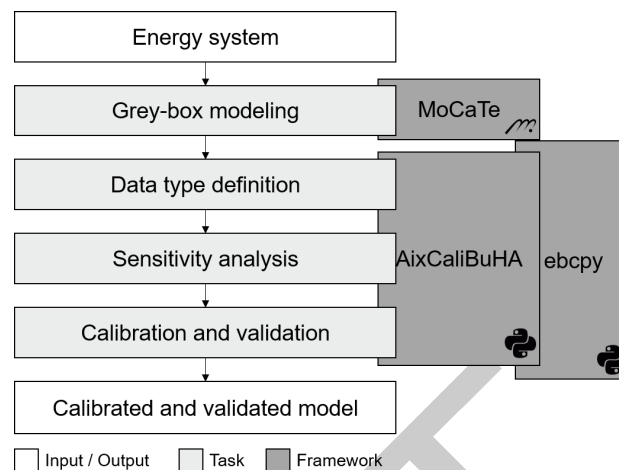 Energy system
Grey-box modeling
MoCaTe
Data type definition
Sensitivity analysis
AixCaliBuHA
ebcpy
Calibration and validation
Calibrated and validated model
Input / Output
Task
Framework